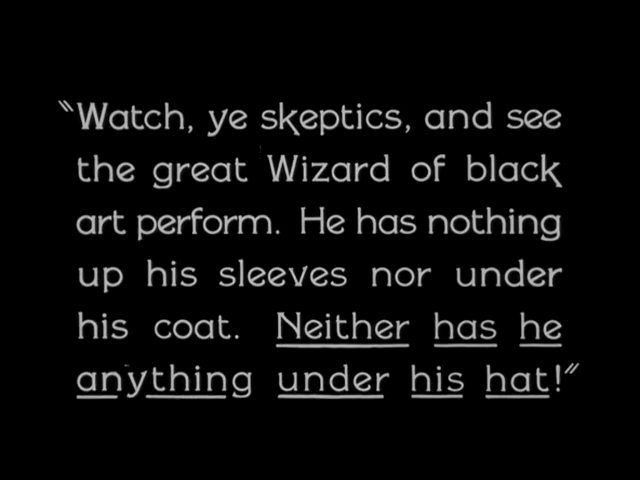 "Watch, ye skeptics, and see
the great Wizard of black
art perform. He has nothing
up his sleeves nor under
his coat. Neither has he
anything under his hat!"